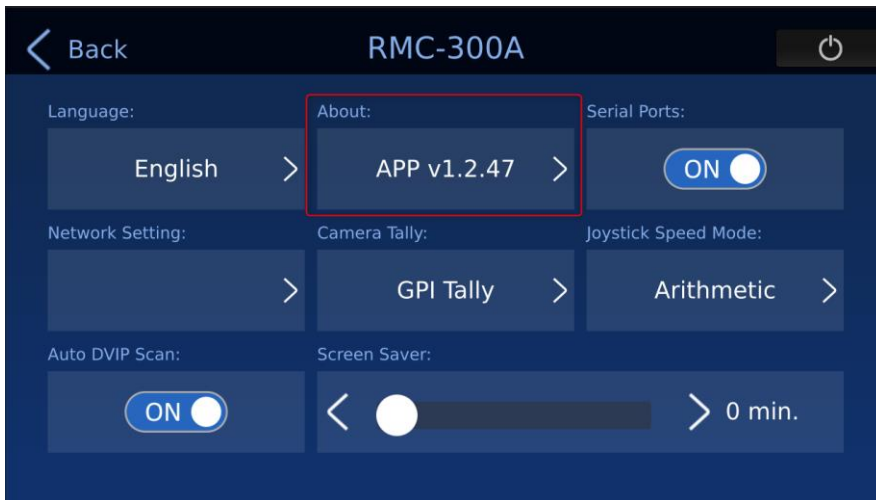 Back
RMC-300A
Language:
About:
Serial Ports:
English
APP v1.2.47
ON
Network Setting:
Camera Tally:
Joystick Speed Mode:
GPI Tally
Arithmetic
Auto DVIP Scan:
Screen Saver:
ON
0 min.